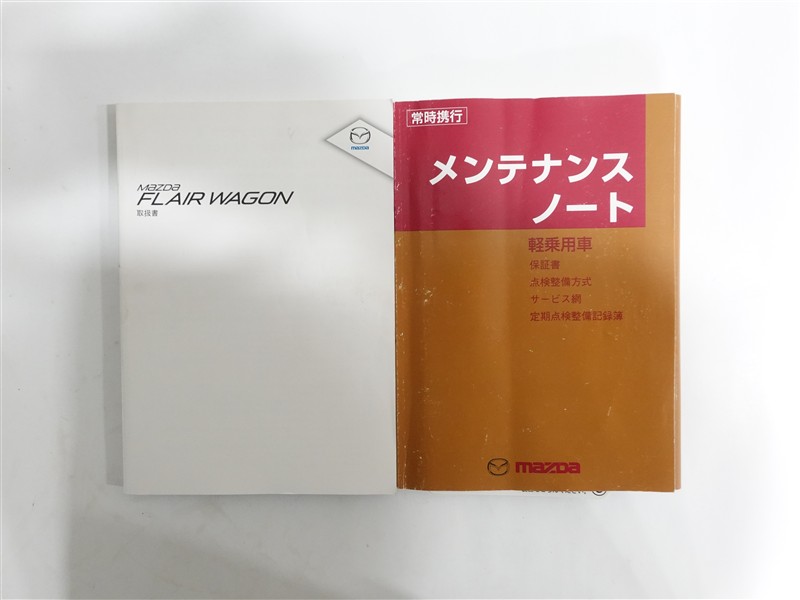 mazda
Mazda
FLAIR WAGON
取扱書
常時携行
メンテナンス
ノート
軽乗用車
保証書
点検整備方式
サービス網
定期点検整備記録簿
mazda